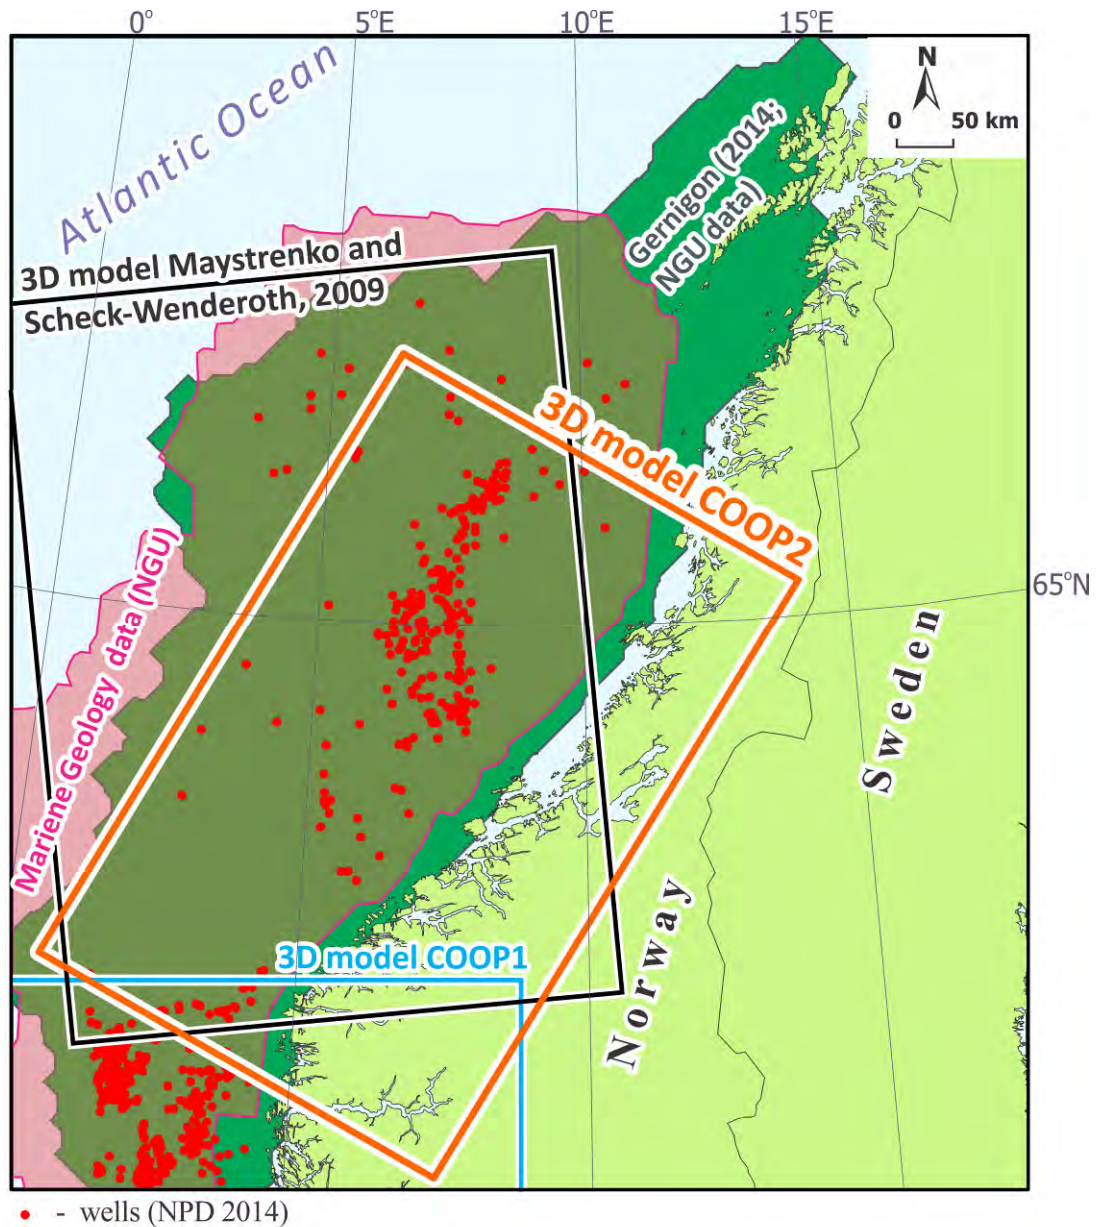 0° 5°E 10°E 15°E
N
0 50 km
Atlantic Ocean
Gernigon (2014;
NGU data)
3D model Maystrenko and
Scheck-Wenderoth, 2009
3D model COOP2
65°N
Mariene Geology data (NGU)
Sweden
Norway
3D model COOP1
- wells (NPD 2014)